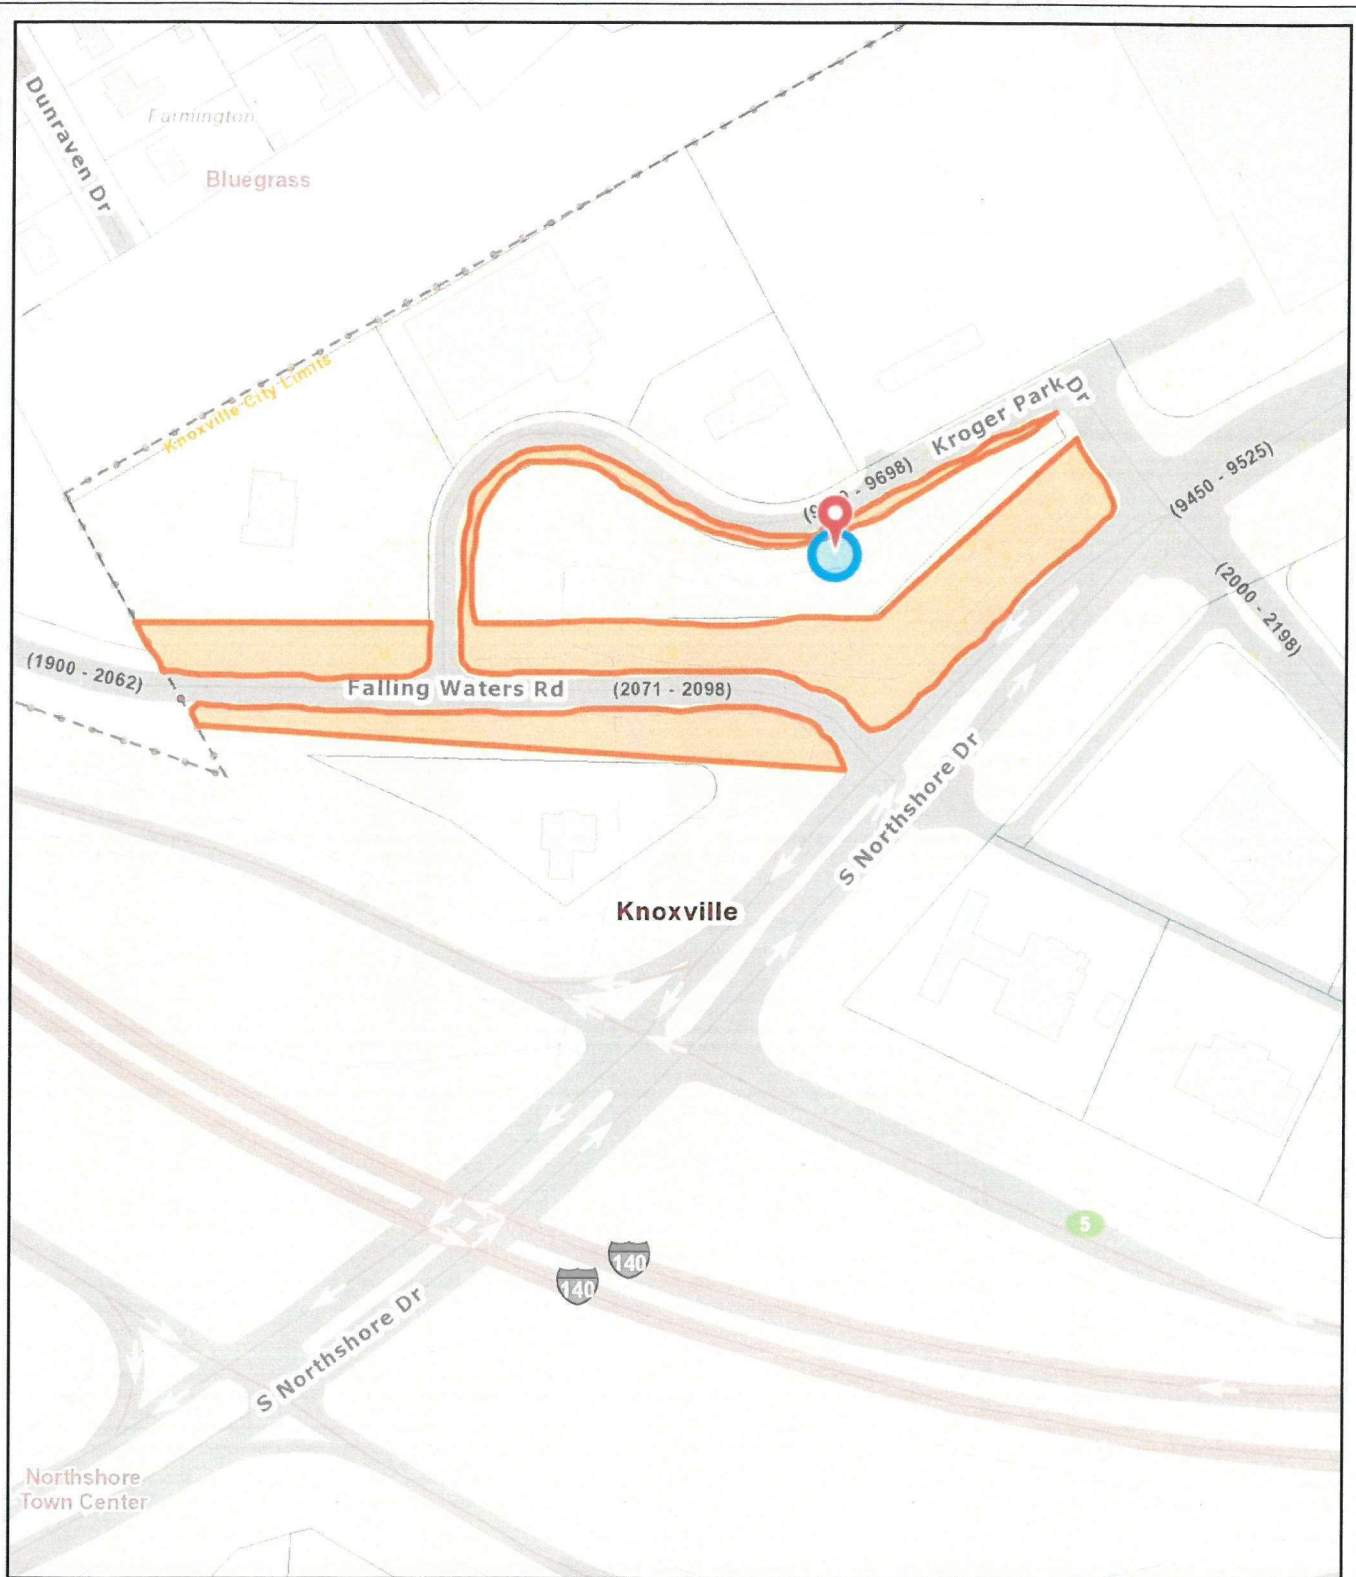 Dunraven Dr
Farmington
Bluegrass
Knoxville City Limits
Kroger Park Dr
- 9698)
(9450 - 9525)
(2000 - 2198)
(1900 - 2062)
Falling Waters Rd
(2071 - 2098)
S Northshore Dr
Knoxville
5
140
140
S Northshore Dr
Northshore
Town Center